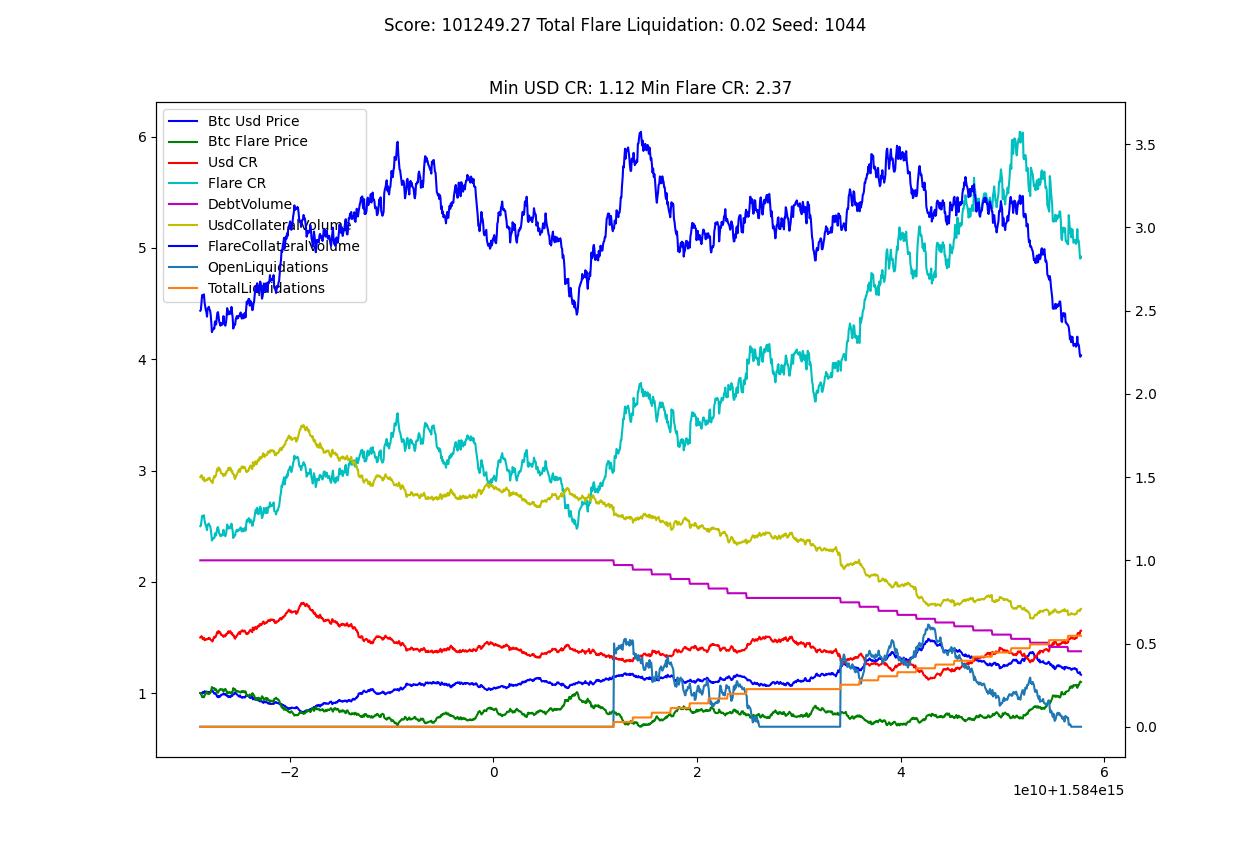 Score: 101249.27 Total Flare Liquidation: 0.02 Seed: 1044
Min USD CR: 1.12 Min Flare CR: 2.37
Btc Usd Price
Btc Flare Price
Usd CR
Flare CR
DebtVolume
UsdCollateralVolume
FlareCollateralVolume
OpenLiquidations
TotalLiquidations
6
5
4
3
2
1
3.5
3.0
2.5
2.0
1.5
1.0
0.5
0.0
−2
0
2
4
6
1e10+1.584e15